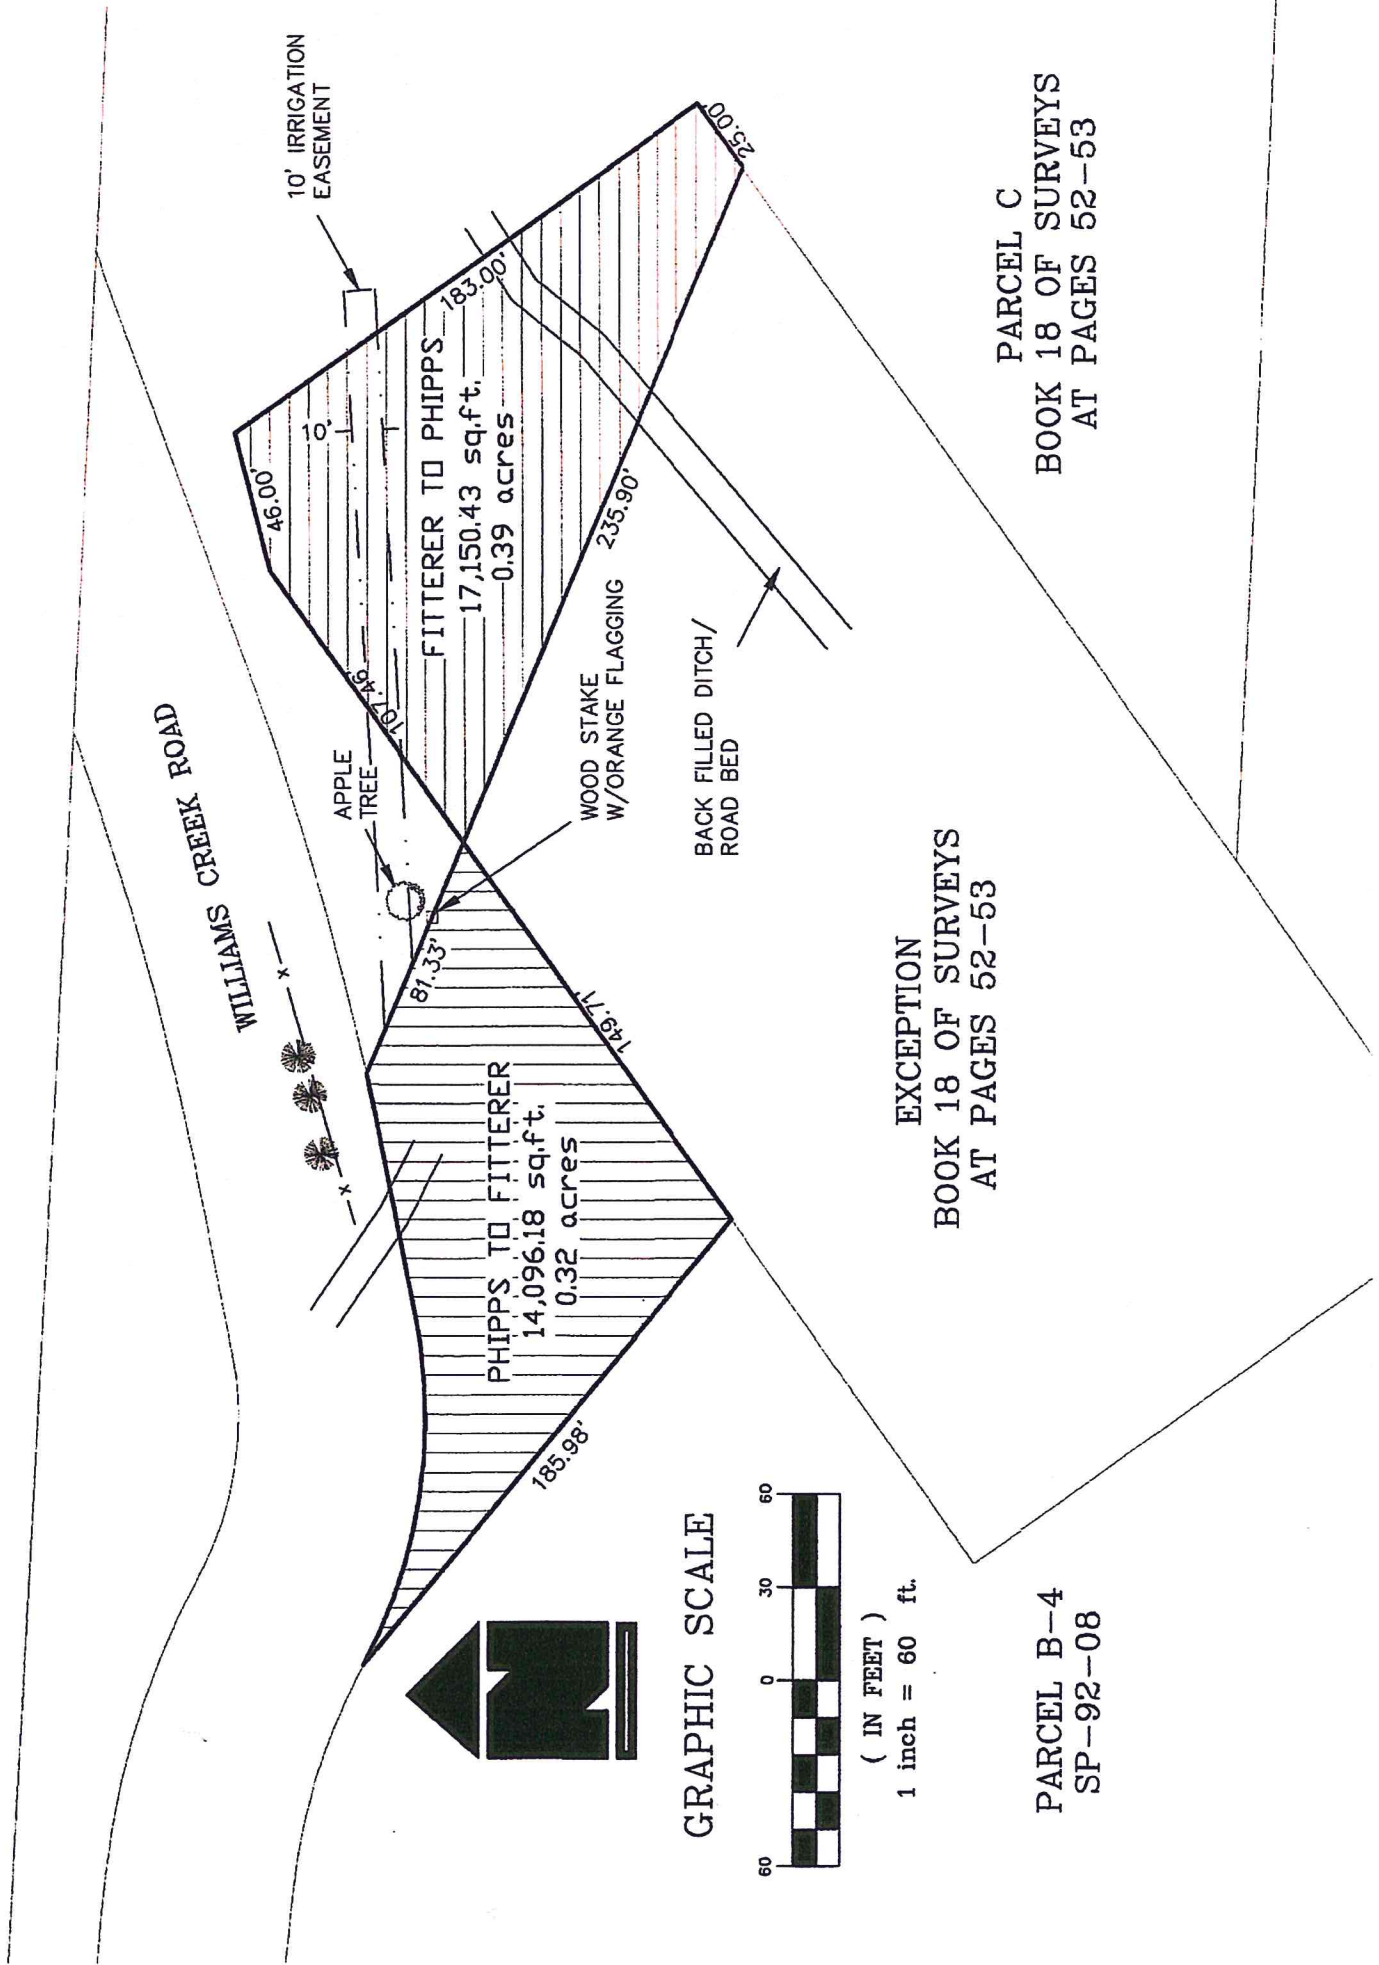 WILLIAMS CREEK ROAD
10' IRRIGATION
EASEMENT
46.00'
10'
183.00'
25.00'
107.46'
FITTERER TO PHIPPS
17,150.43 sq.ft.
0.39 acres
235.90'
APPLE
TREE
WOOD STAKE
W/ORANGE FLAGGING
81.33'
149.71'
PHIPPS TO FITTERER
14,096.18 sq.ft.
0.32 acres
185.98'
x
x
BACK FILLED DITCH/
ROAD BED
GRAPHIC SCALE
60
0
30
60
( IN FEET )
1 inch = 60 ft.
EXCEPTION
BOOK 18 OF SURVEYS
AT PAGES 52-53
PARCEL C
BOOK 18 OF SURVEYS
AT PAGES 52-53
PARCEL B-4
SP-92-08
N